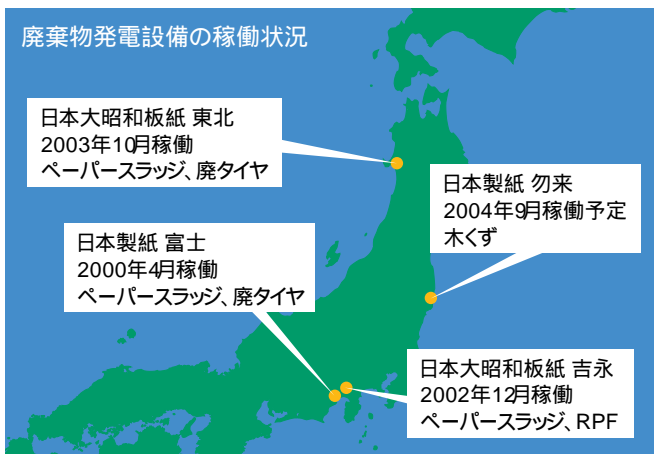 廃棄物発電設備の稼働状況
日本大昭和板紙 東北
2003年10月稼働
ペーパースラッジ、廃タイヤ
日本製紙 勿来
2004年9月稼働予定
木くず
日本製紙 富士
2000年4月稼働
ペーパースラッジ、廃タイヤ
日本大昭和板紙 吉永
2002年12月稼働
ペーパースラッジ、RPF